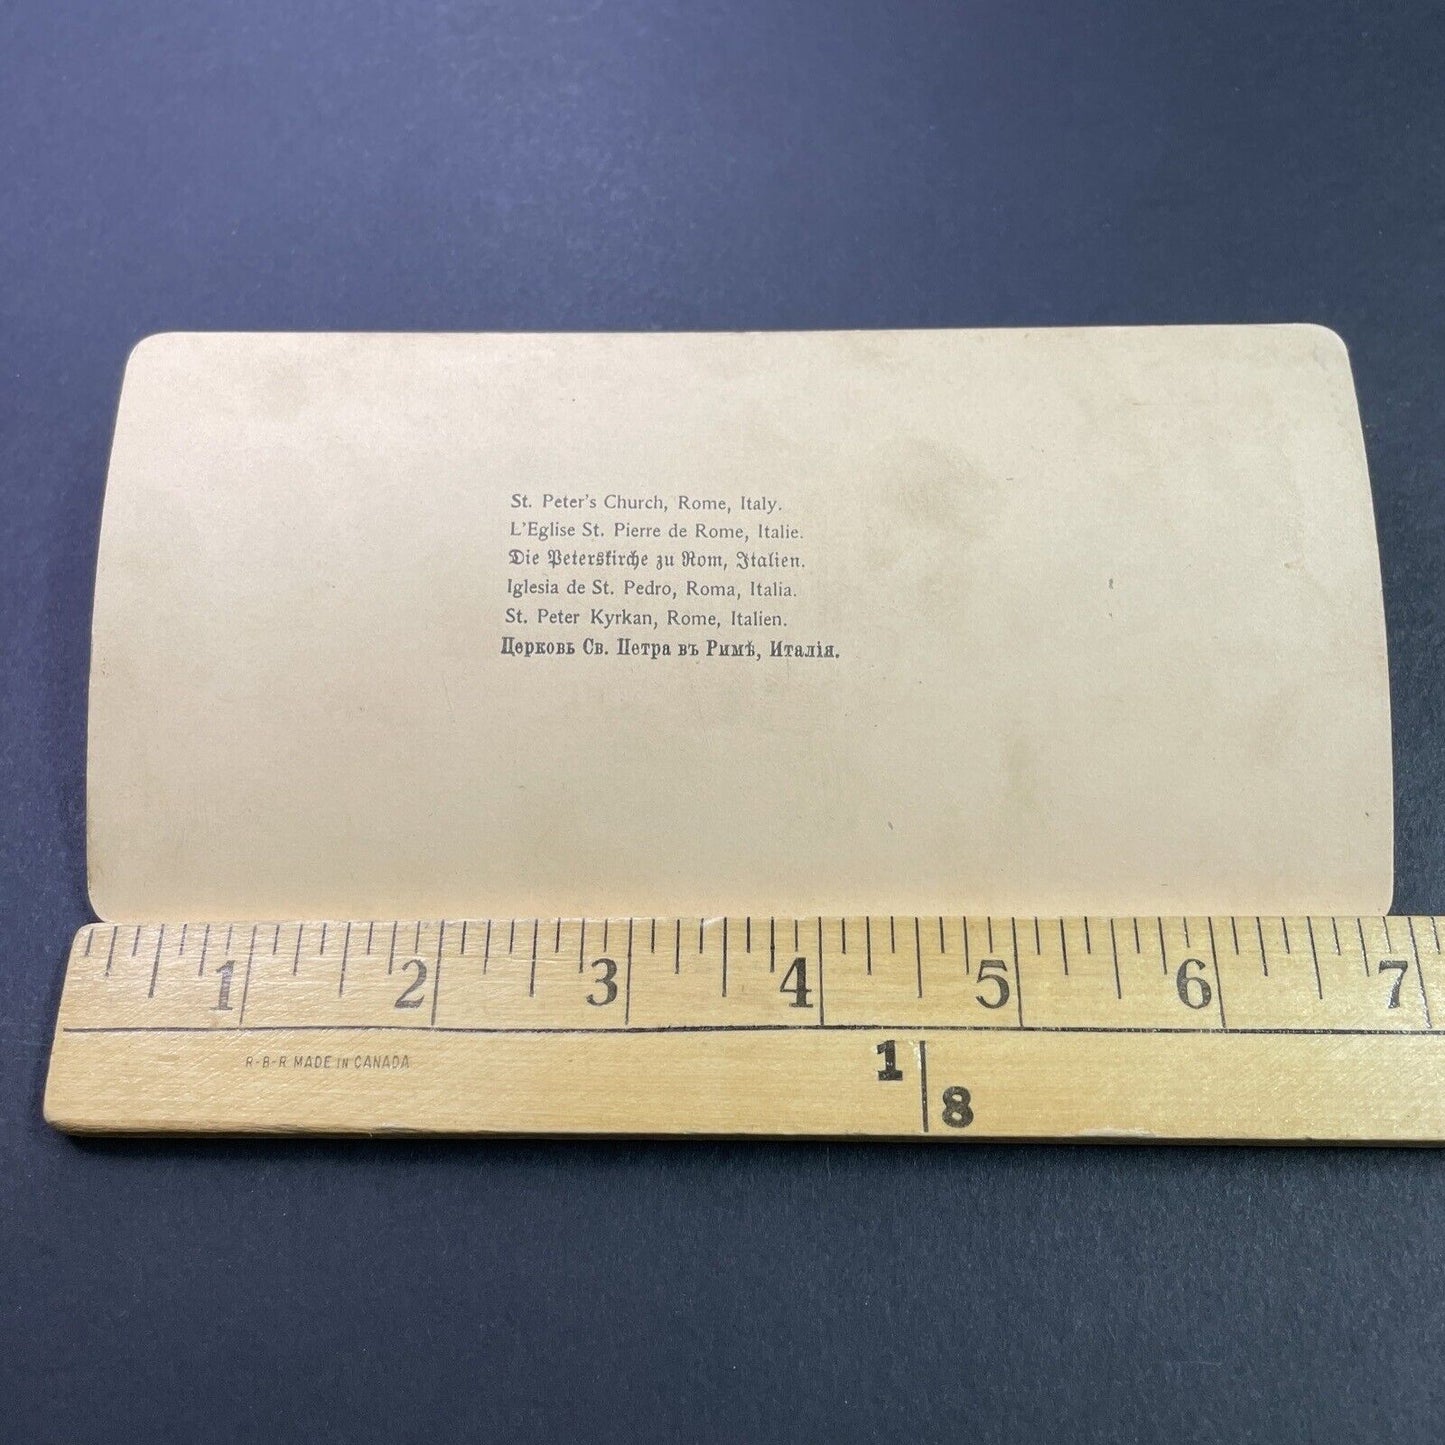 St. Peter's Church, Rome, Italy.
L'Eglise St. Pierre de Rome, Italie.
Die Peterskirche zu Rom, Italien.
Iglesia de St. Pedro, Roma, Italia.
St. Peter Kyrkan, Rome, Italien.
Церковь Св. Петра въ Римѣ, Италія.
1 2 3 4 5 6 7
R-B-R MADE IN CANADA
1
8